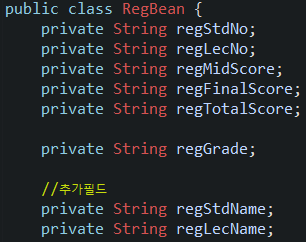 public class RegBean {
private String regStdNo;
private String regLecNo;
private String regMidScore;
private String regFinalScore;
private String regTotalScore;
private String regGrade;
//추가필드
private String regStdName;
private String regLecName;